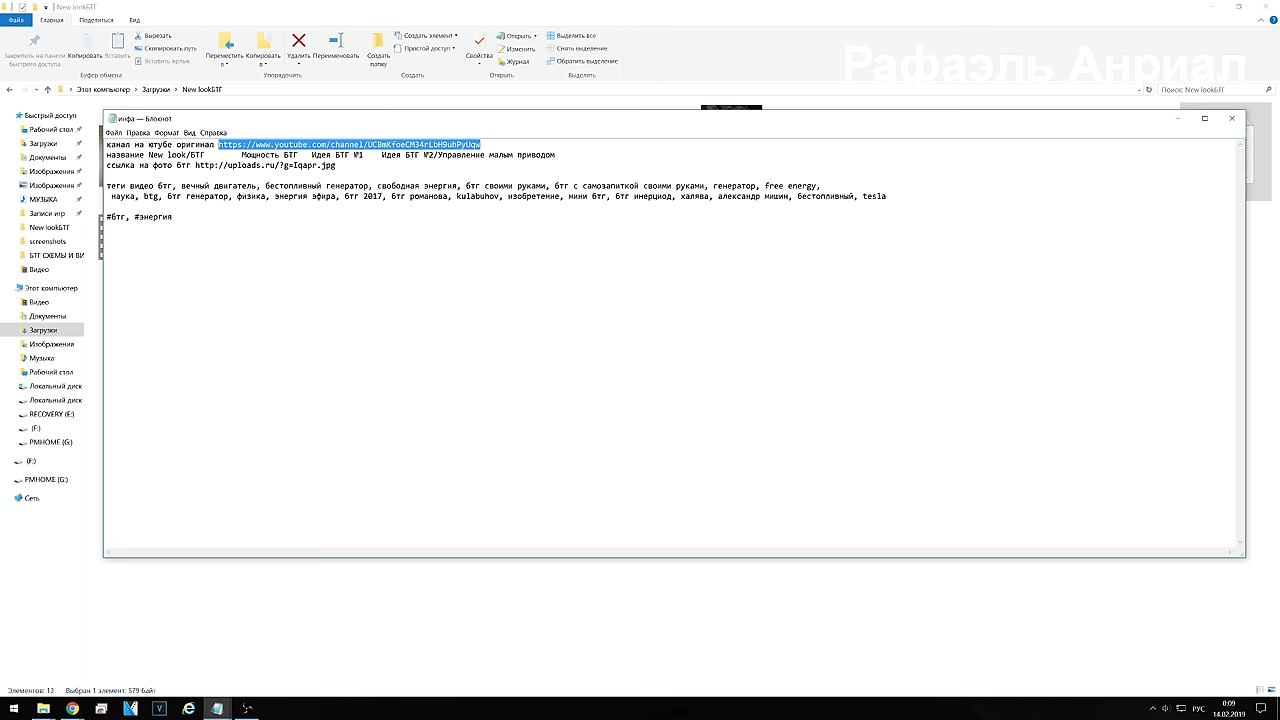 New lookБТГ
Файл Главная Поделиться Вид
Закрепить на панели быстрого доступа
Копировать
Вставить
Вырезать
Скопировать путь
Вставить ярлык
Буфер обмена
Переместить в
Копировать в
Удалить
Переименовать
Упорядочить
Создать папку
Создать элемент
Простой доступ
Создать
Свойства
Открыть
Изменить
Журнал
Открыть
Выделить все
Снять выделение
Обратить выделение
Выделить
Рафаэль Анриал
Этот компьютер > Загрузки > New lookБТГ
Поиск: New lookБТГ
Быстрый доступ
Рабочий стол
Загрузки
Документы
Изображения
Изображения
МУЗЫКА
Записи игр
New lookБТГ
screenshots
БТГ СХЕМЫ И ВИ
Видео
Этот компьютер
Видео
Документы
Загрузки
Изображения
Музыка
Рабочий стол
Локальный диск
Локальный диск
RECOVERY (E:)
(F:)
PMHOME (G:)
(F:)
PMHOME (G:)
Сеть
инфа — Блокнот
Файл Правка Формат Вид Справка
канал на ютубе оригинал https://www.youtube.com/channel/UCBmKfoeCM34rLbH9uhPyUqw
название New look/БТГ Мощность БТГ Идея БТГ №1 Идея БТГ №2/Управление малым приводом
ссылка на фото бтг http://uploads.ru/?g=Iqapr.jpg
теги видео бтг, вечный двигатель, бестопливный генератор, свободная энергия, бтг своими руками, бтг с самозапиткой своими руками, генератор, free energy,
наука, btg, бтг генератор, физика, энергия эфира, бтг 2017, бтг романова, kulabuhov, изобретение, мини бтг, бтг инерциод, халява, александр мишин, бестопливный, tesla
#бтг, #энергия
Элементов: 13 Выбран 1 элемент: 579 байт
РУС
0:09
14.02.2019